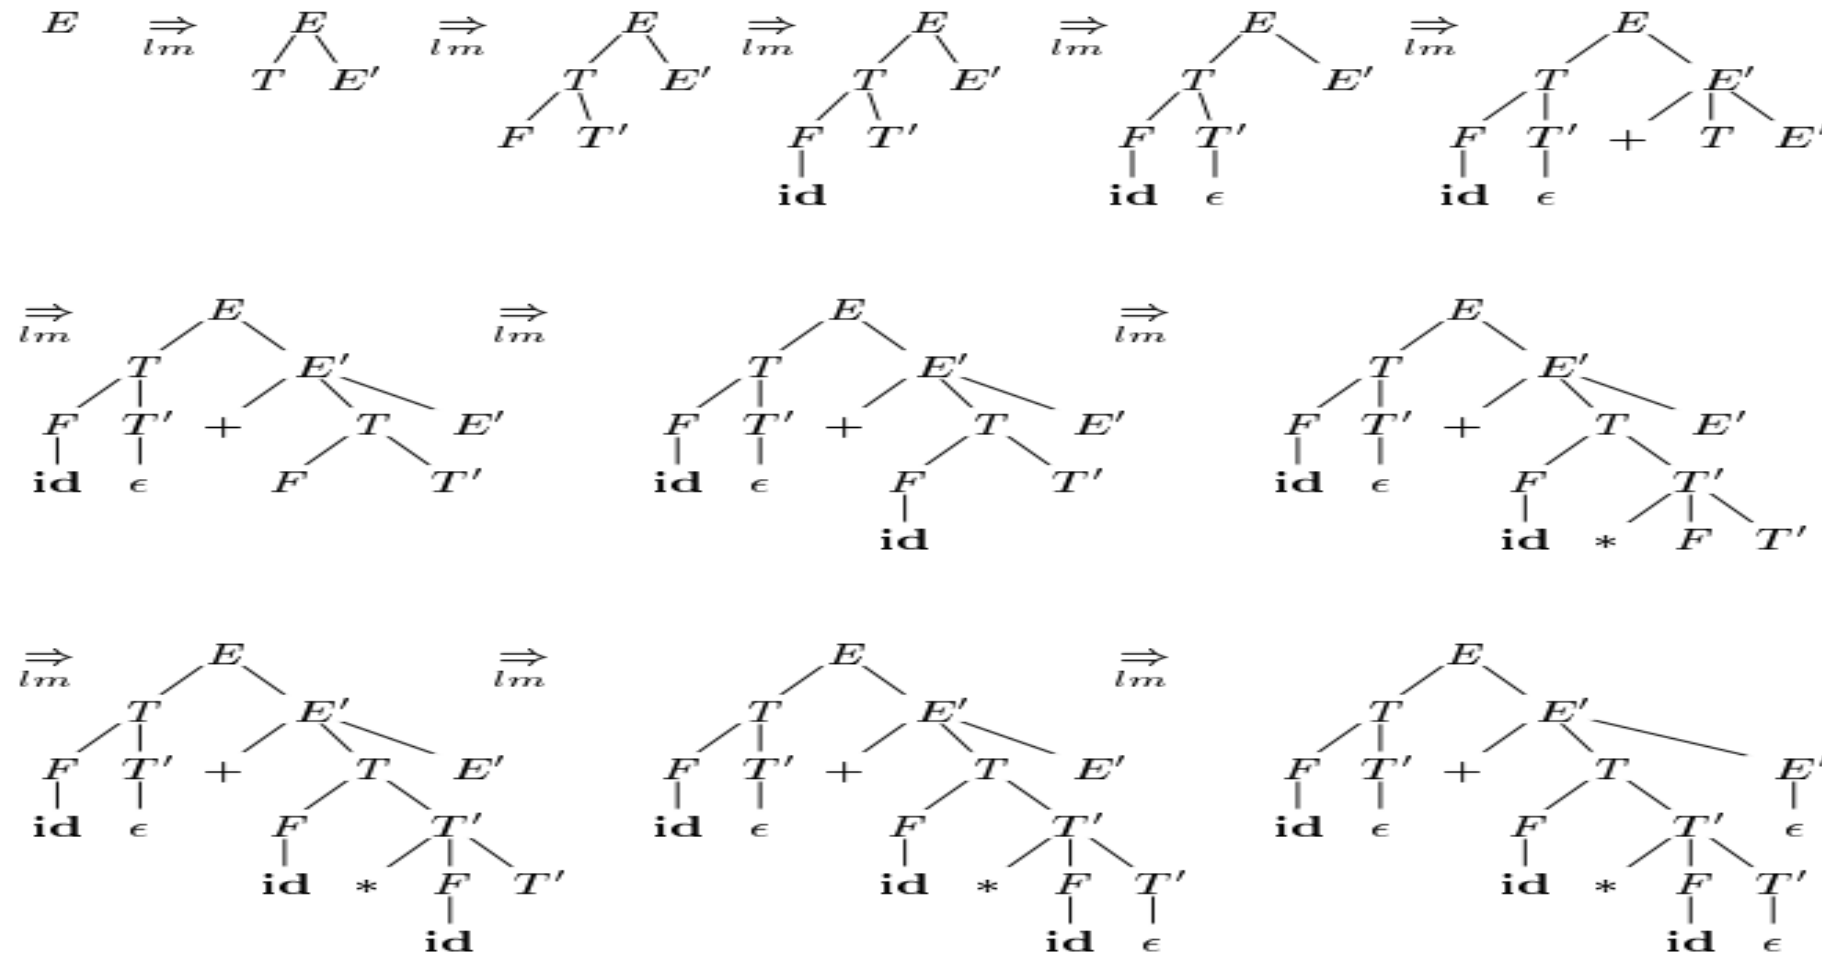 E ⇒ E ⇒ E ⇒ E ⇒ E ⇒ E
lm lm lm lm lm
T E′ T E′ T E′ T E′ T E′
F T′ F T′ F T′ F T′ + T E′
id id ϵ id ϵ
⇒ E ⇒ E ⇒ E
lm lm lm
T E′ T E′ T E′
F T′ + T E′ F T′ + T E′ F T′ + T E′
id ϵ F T′ id ϵ F T′ id ϵ F T′
id id * F T′
⇒ E ⇒ E ⇒ E
lm lm lm
T E′ T E′ T E′
F T′ + T E′ F T′ + T E′ F T′ + T E′
id ϵ F T′ id ϵ F T′ id ϵ F T′ ϵ
id * F T′ id * F T′ id * F T′
id id ϵ id ϵ